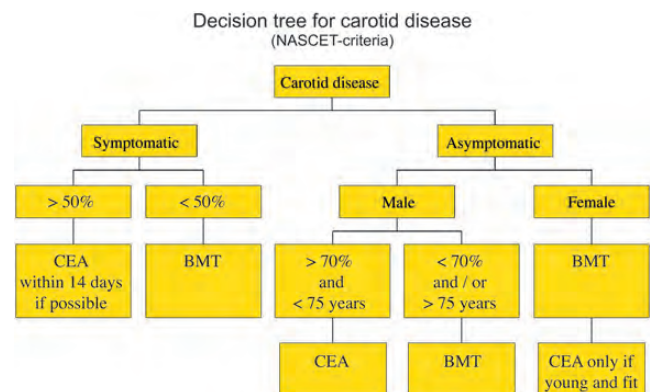 Decision tree for carotid disease
(NASCET-criteria)
Carotid disease
Symptomatic
Asymptomatic
> 50%
< 50%
Male
Female
CEA
within 14 days
if possible
BMT
> 70%
and
< 75 years
< 70%
and / or
> 75 years
BMT
CEA
BMT
CEA only if
young and fit